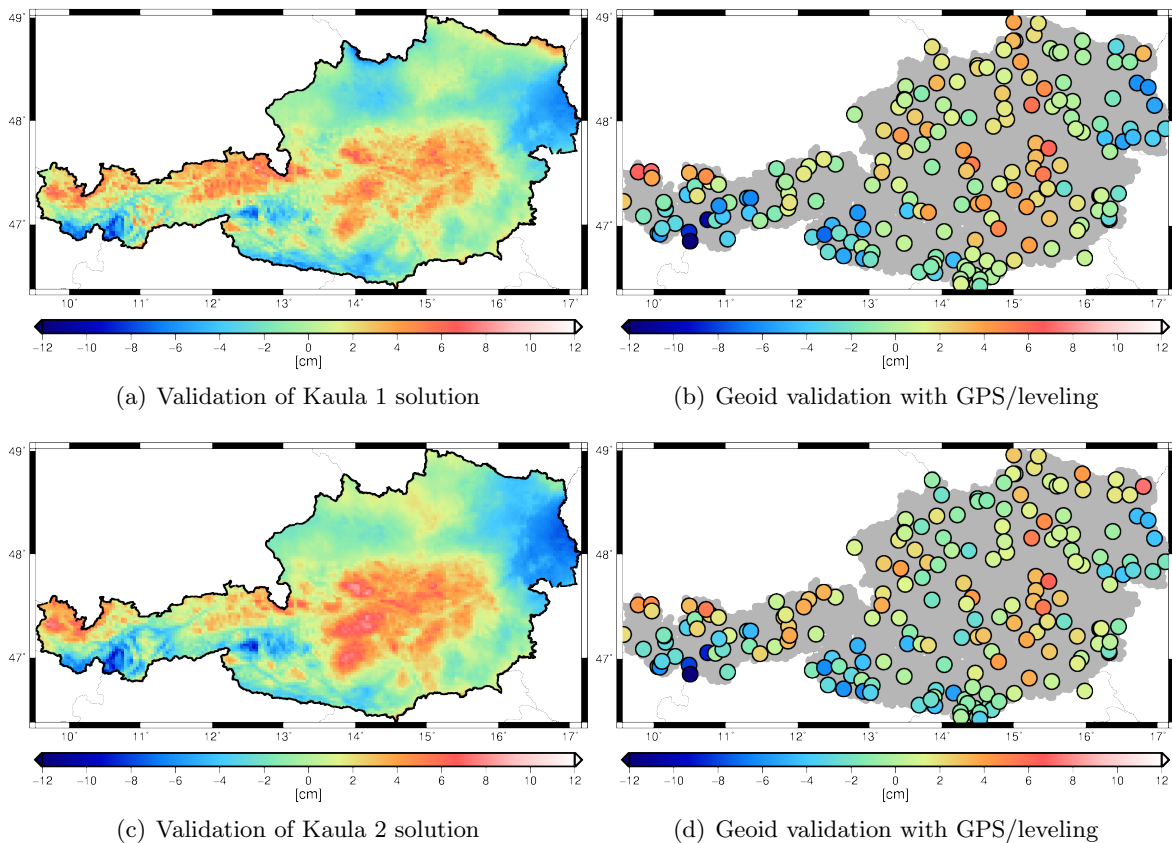 49°
48°
47°
10° 11° 12° 13° 14° 15° 16° 17°
−12 −10 −8 −6 −4 −2 0 2 4 6 8 10 12
[cm]
(a) Validation of Kaula 1 solution
49°
48°
47°
10° 11° 12° 13° 14° 15° 16° 17°
−12 −10 −8 −6 −4 −2 0 2 4 6 8 10 12
[cm]
(b) Geoid validation with GPS/leveling
49°
48°
47°
10° 11° 12° 13° 14° 15° 16° 17°
−12 −10 −8 −6 −4 −2 0 2 4 6 8 10 12
[cm]
(c) Validation of Kaula 2 solution
49°
48°
47°
10° 11° 12° 13° 14° 15° 16° 17°
−12 −10 −8 −6 −4 −2 0 2 4 6 8 10 12
[cm]
(d) Geoid validation with GPS/leveling